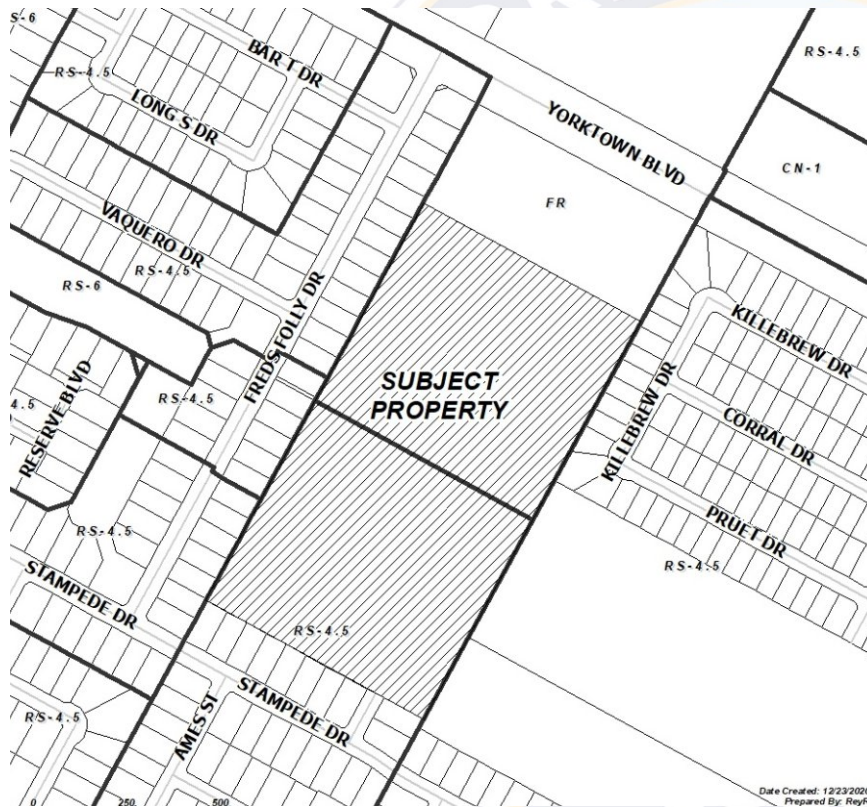 S-6
RS-4.5
BAR T DR
LONG S DR
YORKTOWN BLVD
RS-4.5
CN-1
FR
VAQUERO DR
RS-4.5
RS-6
FREDS FOLLY DR
KILLEBREW DR
SUBJECT
PROPERTY
RESERVE BLVD
RS-4.5
4.5
KILLEBREW DR
CORRAL DR
PRUET DR
RS-4.5
RS-4.5
STAMPEDE DR
RS-4.5
STAMPEDE DR
AMES ST
RS-4.5
0 250 500
Date Created: 12/23/20
Prepared By: